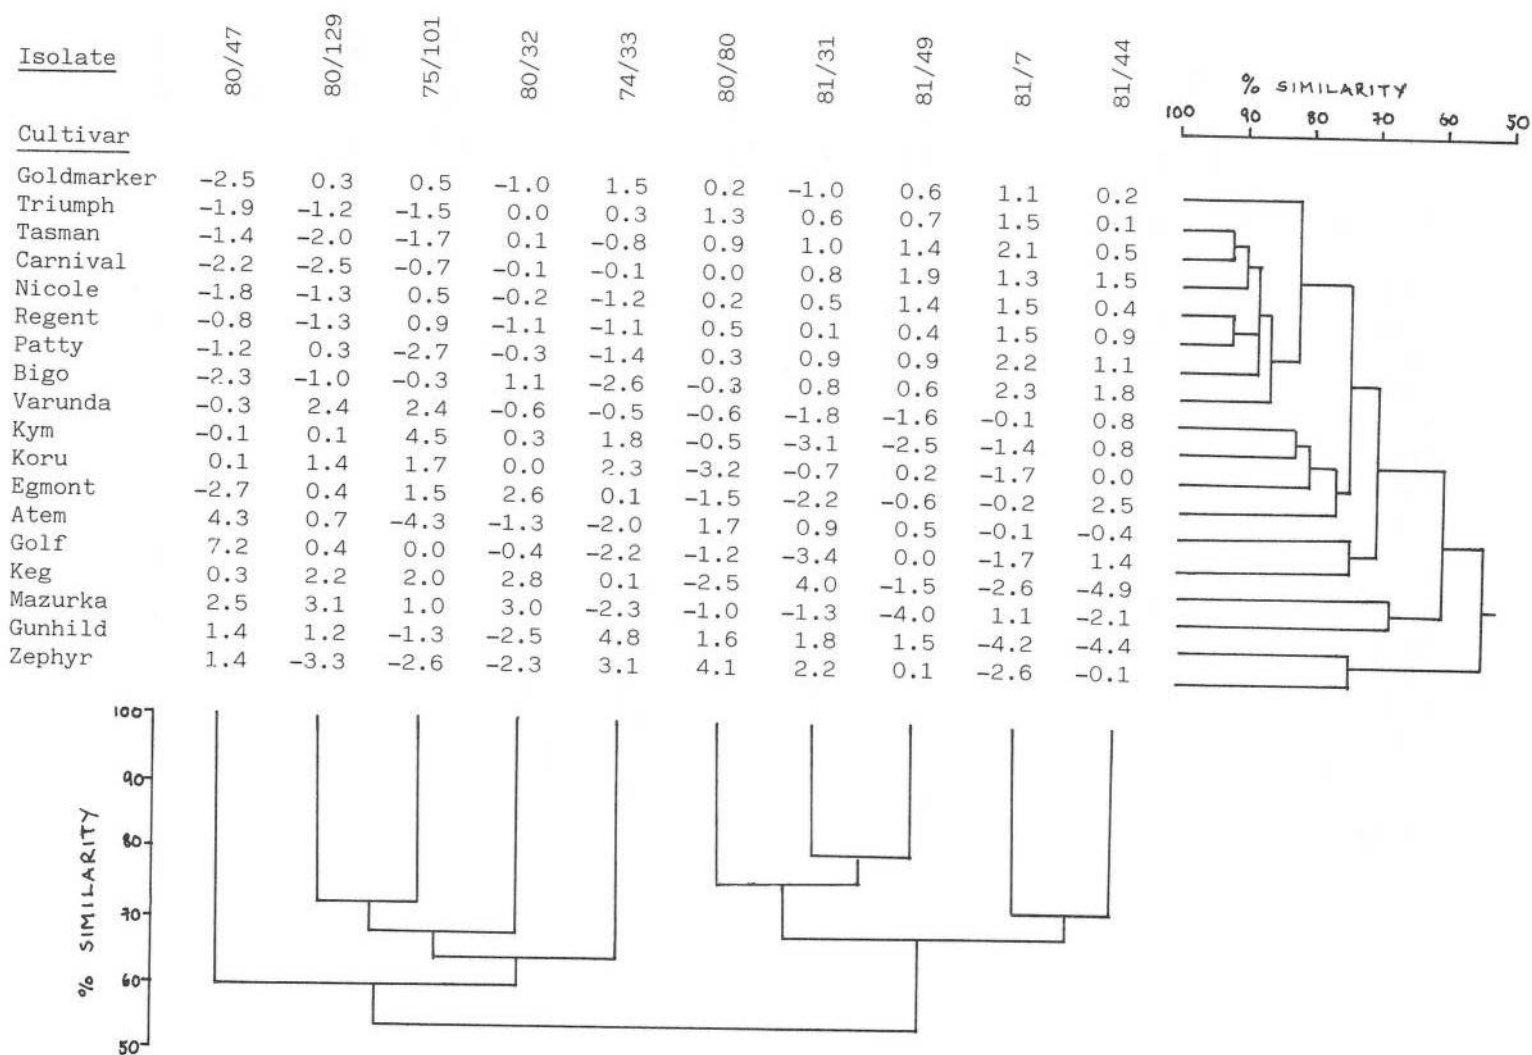 Isolate 80/47 80/129 75/101 80/32 74/33 80/80 81/31 81/49 81/7 81/44
% SIMILARITY
100 90 80 70 60 50
Cultivar
Goldmarker -2.5 0.3 0.5 -1.0 1.5 0.2 -1.0 0.6 1.1 0.2
Triumph -1.9 -1.2 -1.5 0.0 0.3 1.3 0.6 0.7 1.5 0.1
Tasman -1.4 -2.0 -1.7 0.1 -0.8 0.9 1.0 1.4 2.1 0.5
Carnival -2.2 -2.5 -0.7 -0.1 -0.1 0.0 0.8 1.9 1.3 1.5
Nicole -1.8 -1.3 0.5 -0.2 -1.2 0.2 0.5 1.4 1.5 0.4
Regent -0.8 -1.3 0.9 -1.1 -1.1 0.5 0.1 0.4 1.5 0.9
Patty -1.2 0.3 -2.7 -0.3 -1.4 0.3 0.9 0.9 2.2 1.1
Bigo -2.3 -1.0 -0.3 1.1 -2.6 -0.3 0.8 0.6 2.3 1.8
Varunda -0.3 2.4 2.4 -0.6 -0.5 -0.6 -1.8 -1.6 -0.1 0.8
Kym -0.1 0.1 4.5 0.3 1.8 -0.5 -3.1 -2.5 -1.4 0.8
Koru 0.1 1.4 1.7 0.0 2.3 -3.2 -0.7 0.2 -1.7 0.0
Egmont -2.7 0.4 1.5 2.6 0.1 -1.5 -2.2 -0.6 -0.2 2.5
Atem 4.3 0.7 -4.3 -1.3 -2.0 1.7 0.9 0.5 -0.1 -0.4
Golf 7.2 0.4 0.0 -0.4 -2.2 -1.2 -3.4 0.0 -1.7 1.4
Keg 0.3 2.2 2.0 2.8 0.1 -2.5 4.0 -1.5 -2.6 -4.9
Mazurka 2.5 3.1 1.0 3.0 -2.3 -1.0 -1.3 -4.0 1.1 -2.1
Gunhild 1.4 1.2 -1.3 -2.5 4.8 1.6 1.8 1.5 -4.2 -4.4
Zephyr 1.4 -3.3 -2.6 -2.3 3.1 4.1 2.2 0.1 -2.6 -0.1
100
90
80
70
60
50
% SIMILARITY